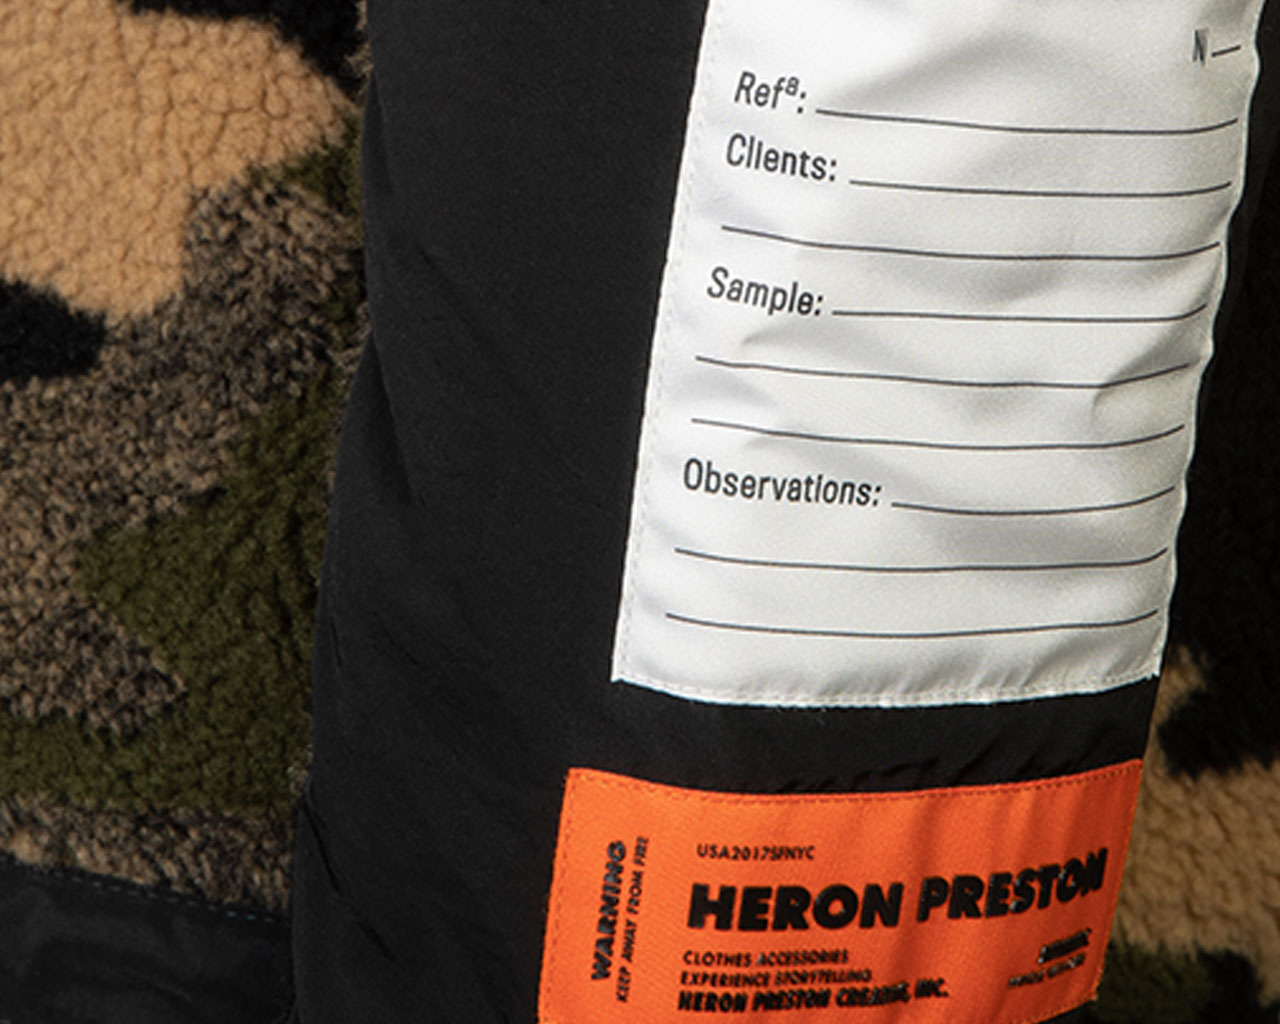 N
Refª:
Clients:
Sample:
Observations:
WARNING
KEEP AWAY FROM FIRE
USA2017SFNYC
HERON PRESTON
CLOTHES ACCESSORIES
EXPERIENCE STORYTELLING
HERON PRESTON CREATIVE, INC.